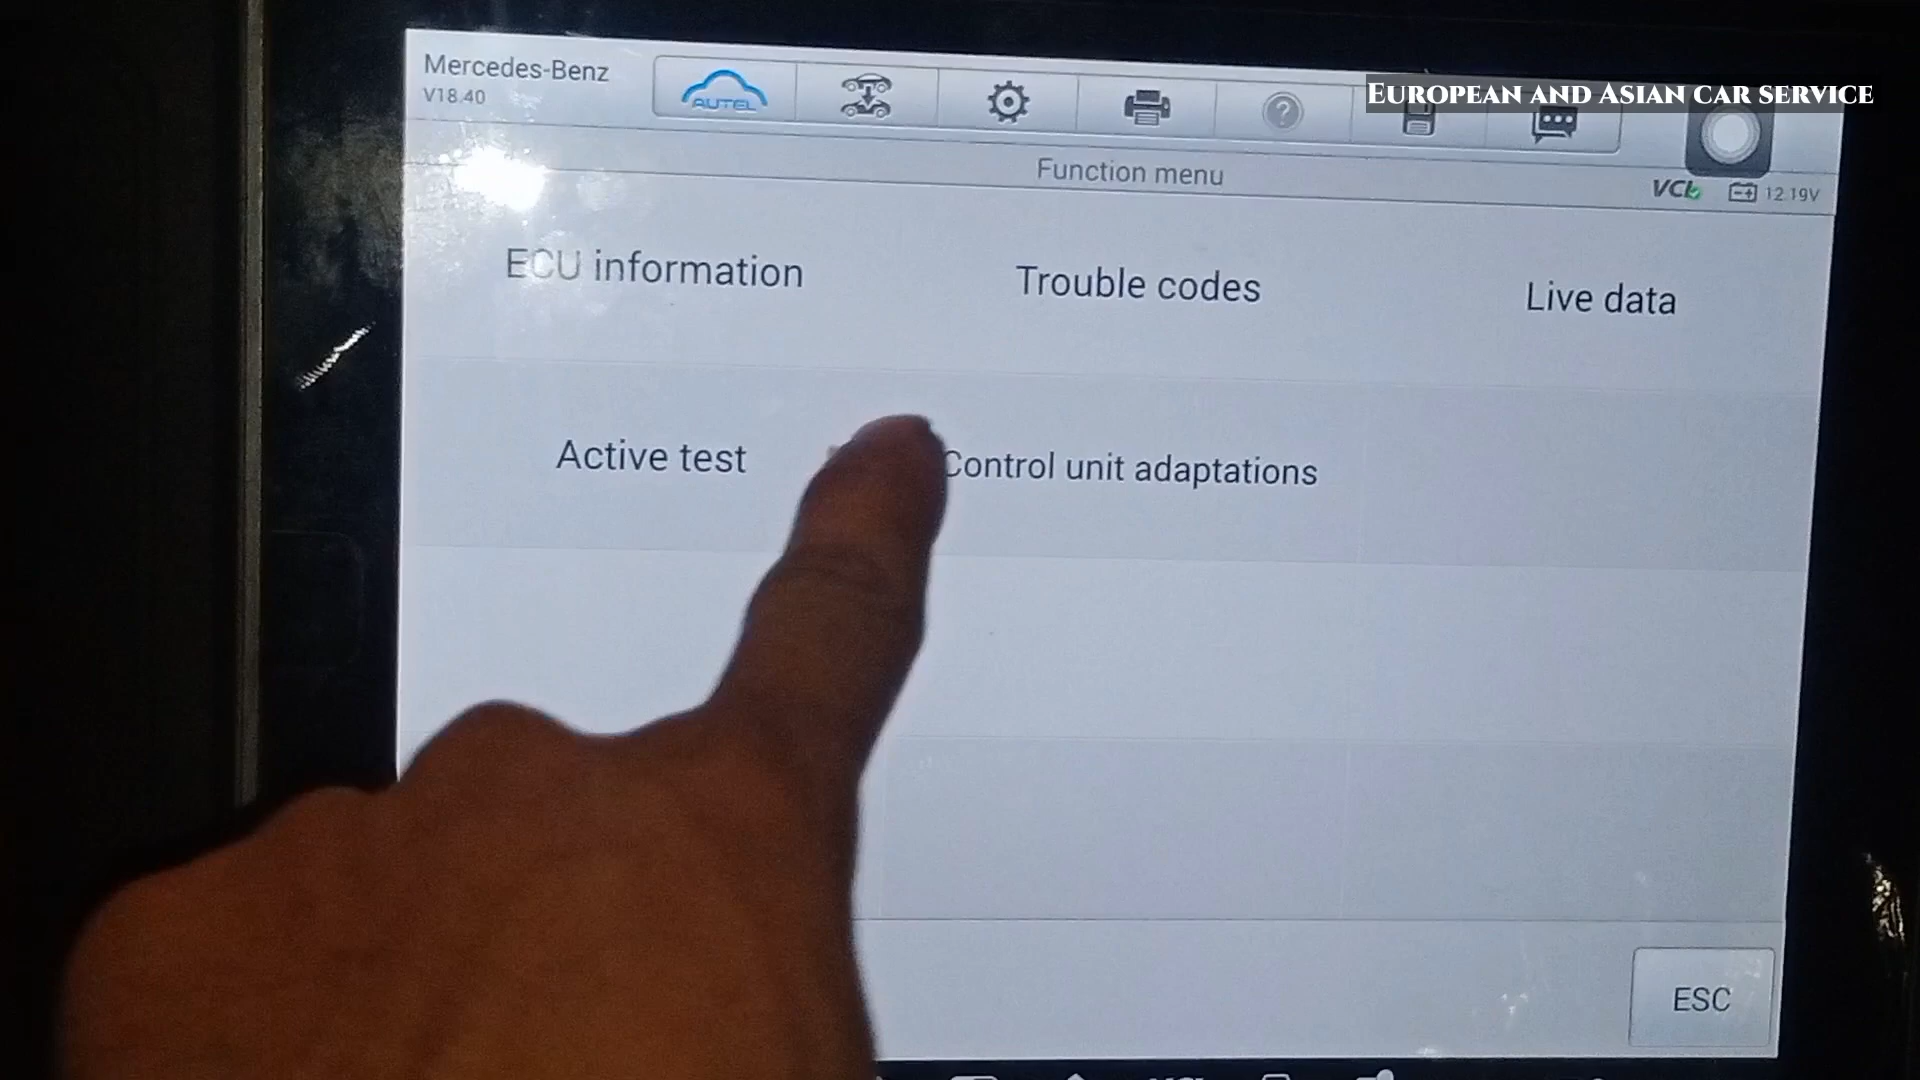 Mercedes-Benz
V18.40
AUTEL
?
European and Asian car service
Function menu
VCI
12.19V
ECU information
Trouble codes
Live data
Active test
Control unit adaptations
ESC